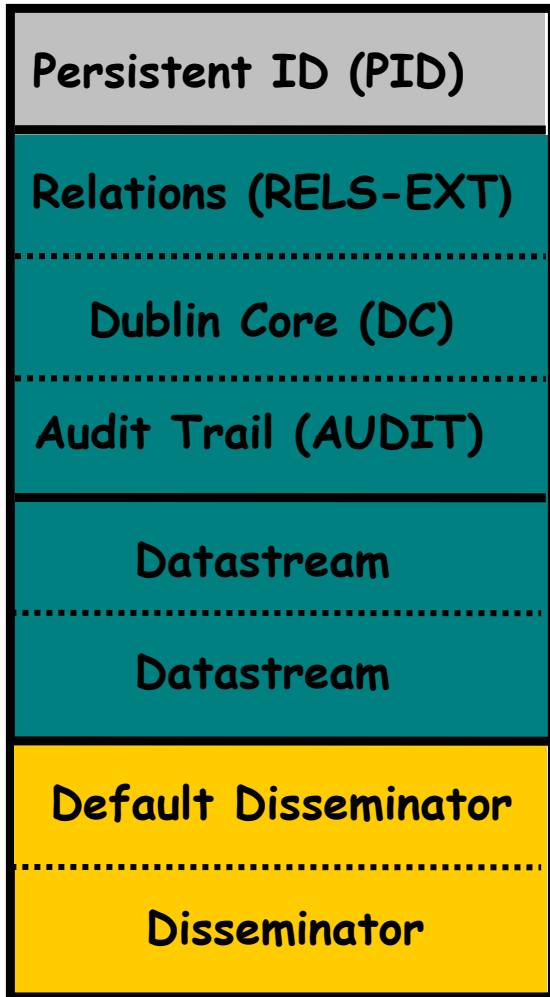 Persistent ID (PID)
Relations (RELS-EXT)
Dublin Core (DC)
Audit Trail (AUDIT)
Datastream
Datastream
Default Disseminator
Disseminator